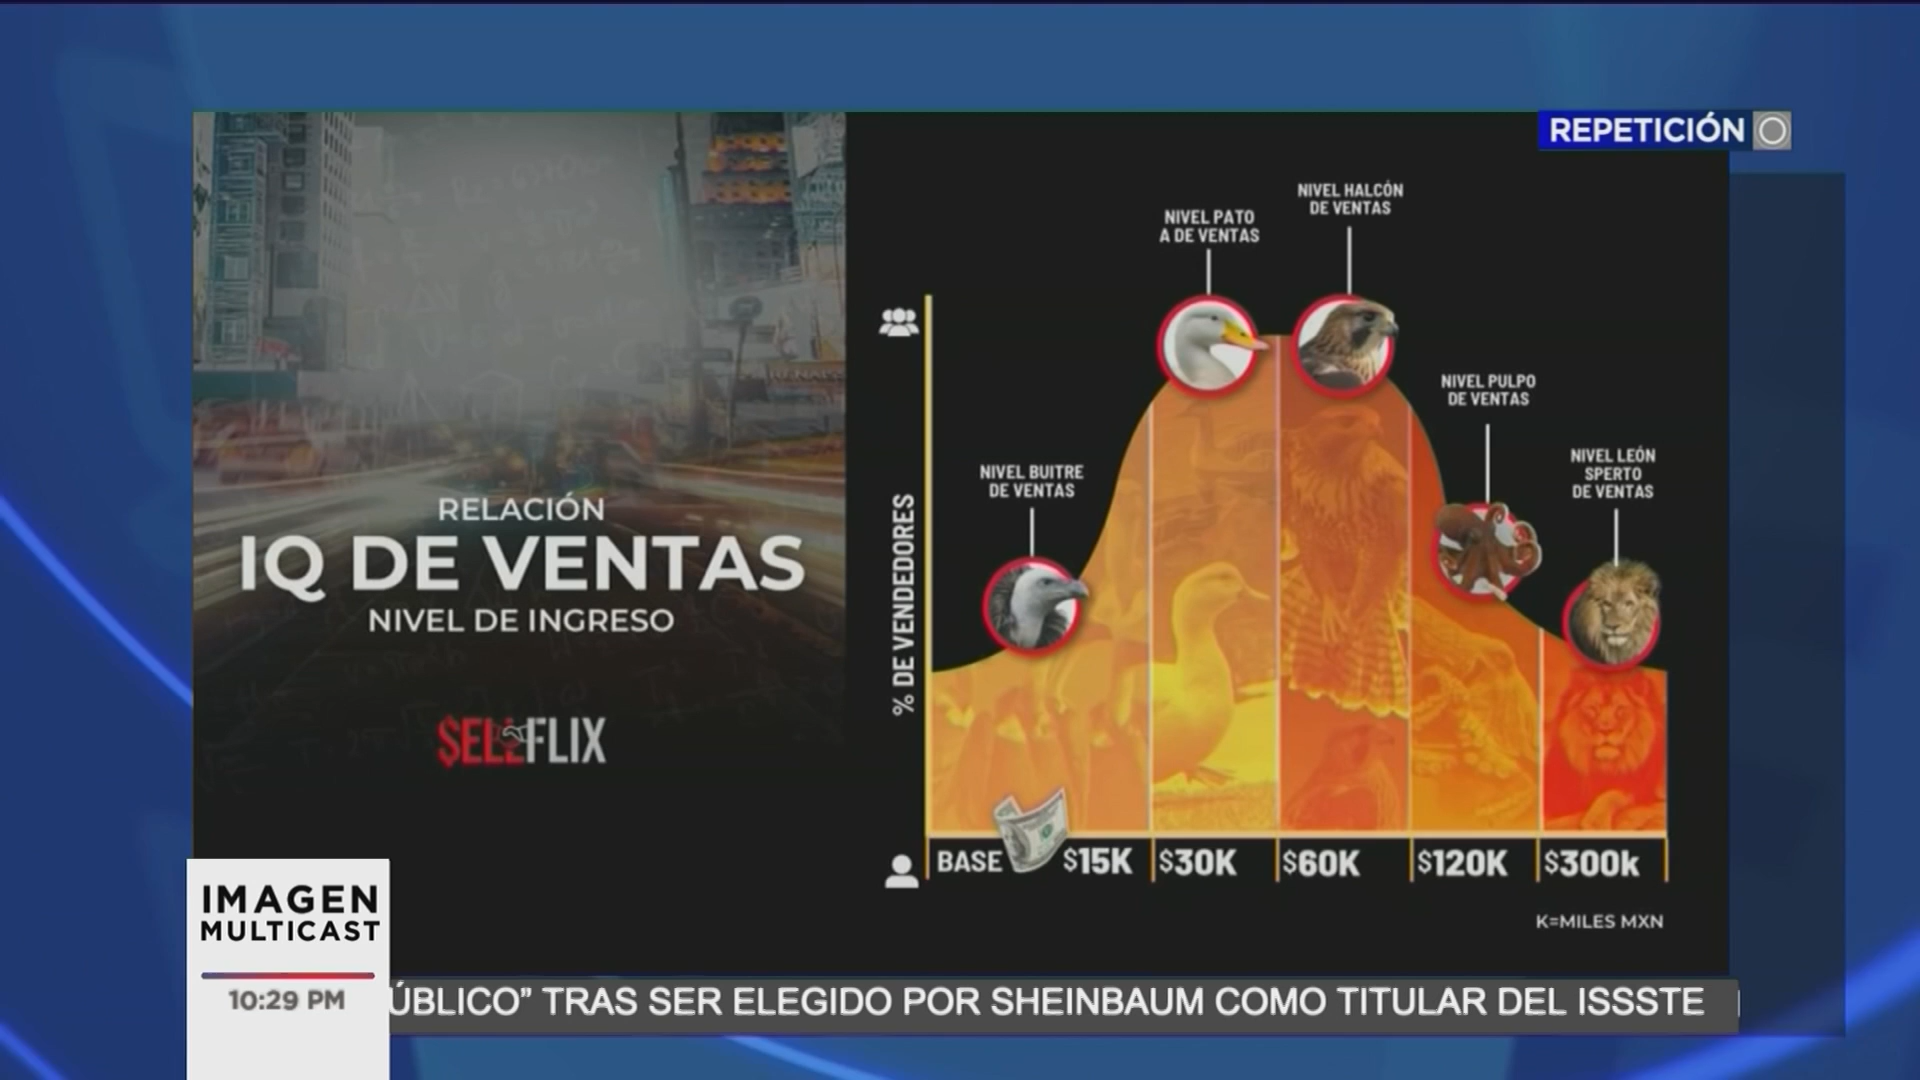 REPETICIÓN
NIVEL HALCÓN
DE VENTAS
NIVEL PATO
A DE VENTAS
NIVEL PULPO
DE VENTAS
NIVEL LEÓN
SPERTO
DE VENTAS
NIVEL BUITRE
DE VENTAS
RELACIÓN
IQ DE VENTAS
NIVEL DE INGRESO
$ELLFLIX
% DE VENDEDORES
BASE
$15K
$30K
$60K
$120K
$300k
K=MILES MXN
IMAGEN
MULTICAST
10:29 PM
ÚBLICO” TRAS SER ELEGIDO POR SHEINBAUM COMO TITULAR DEL ISSSTE